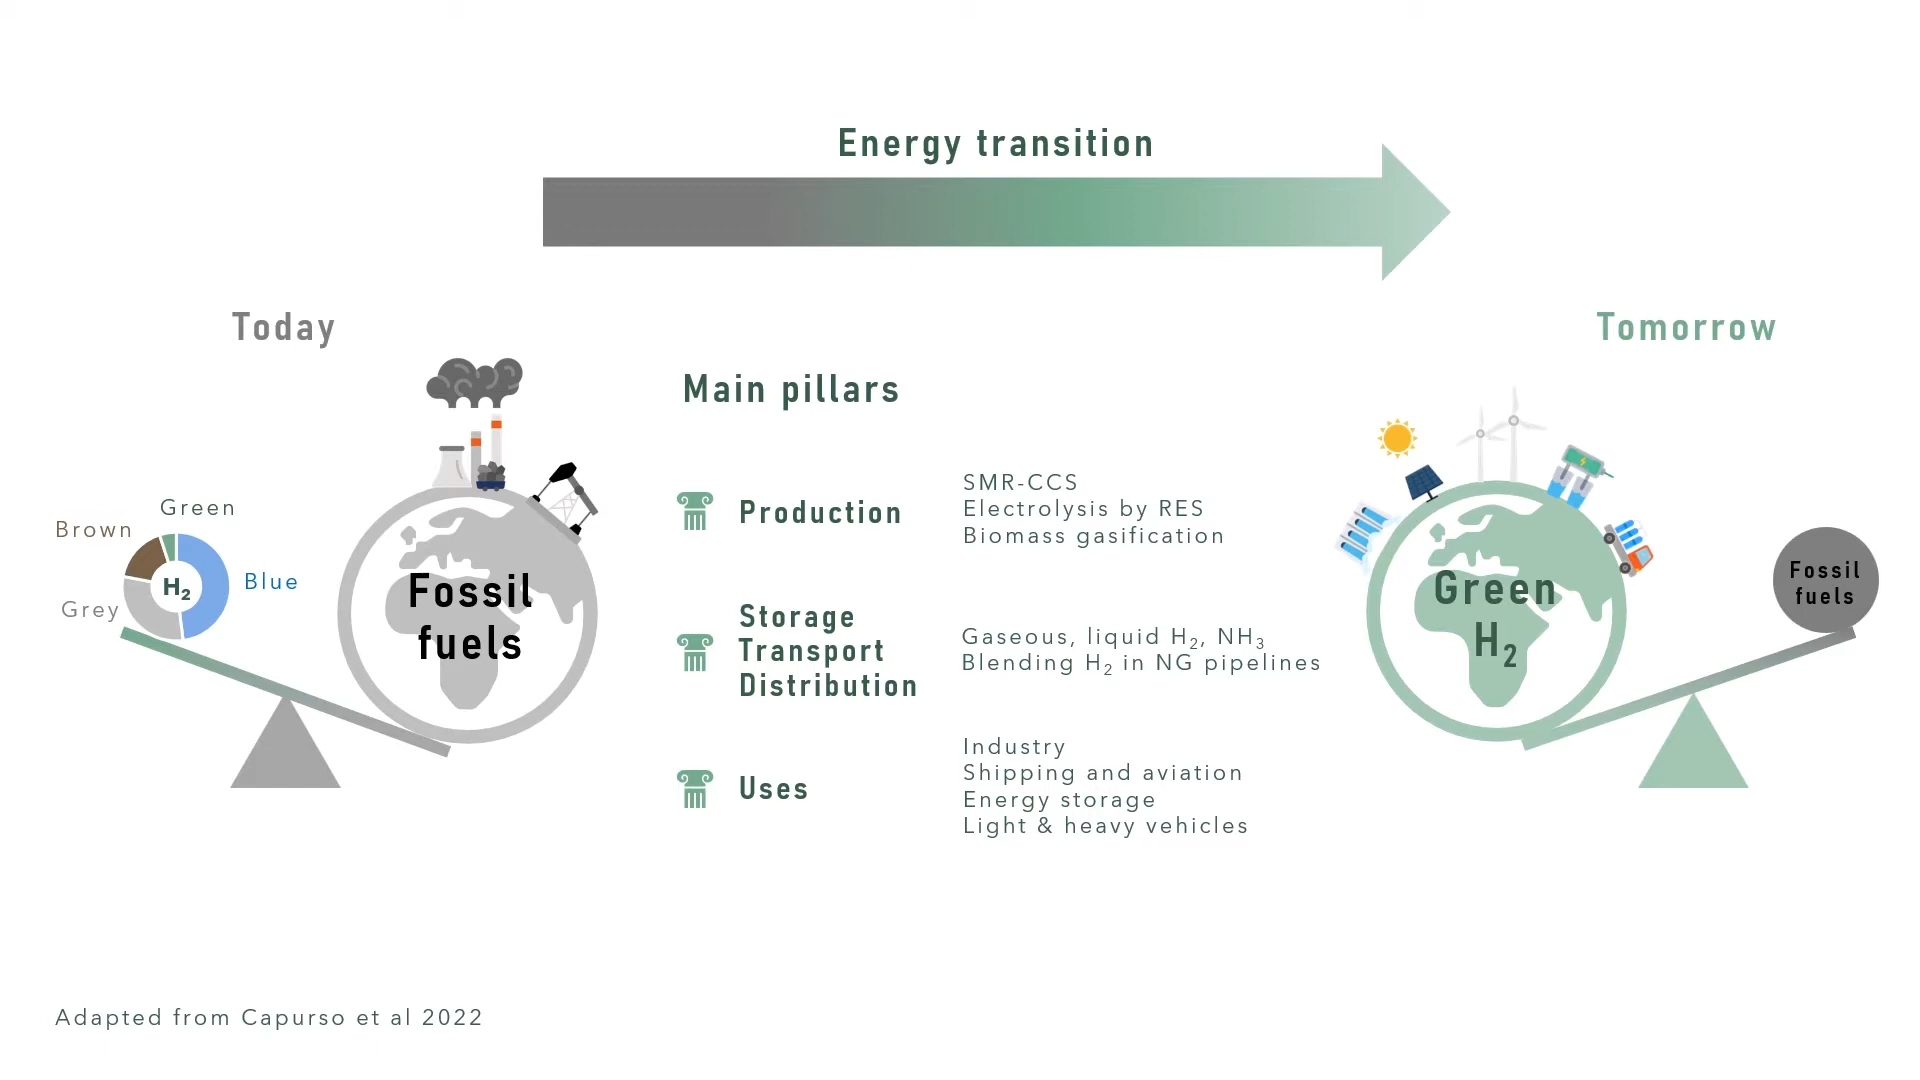 Energy transition
Today
Tomorrow
Green
Brown
H₂
Blue
Grey
Fossil
fuels
Main pillars
Production
SMR-CCS
Electrolysis by RES
Biomass gasification
Storage
Transport
Distribution
Gaseous, liquid H₂, NH₃
Blending H₂ in NG pipelines
Uses
Industry
Shipping and aviation
Energy storage
Light & heavy vehicles
Green
H₂
Fossil
fuels
Adapted from Capurso et al 2022